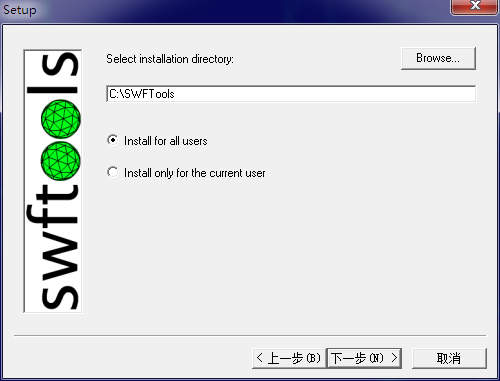 Setup
Select installation directory:
Browse...
C:\SWFTools
Install for all users
Install only for the current user
swftools
< 上一步(B)
下一步(N) >
取消